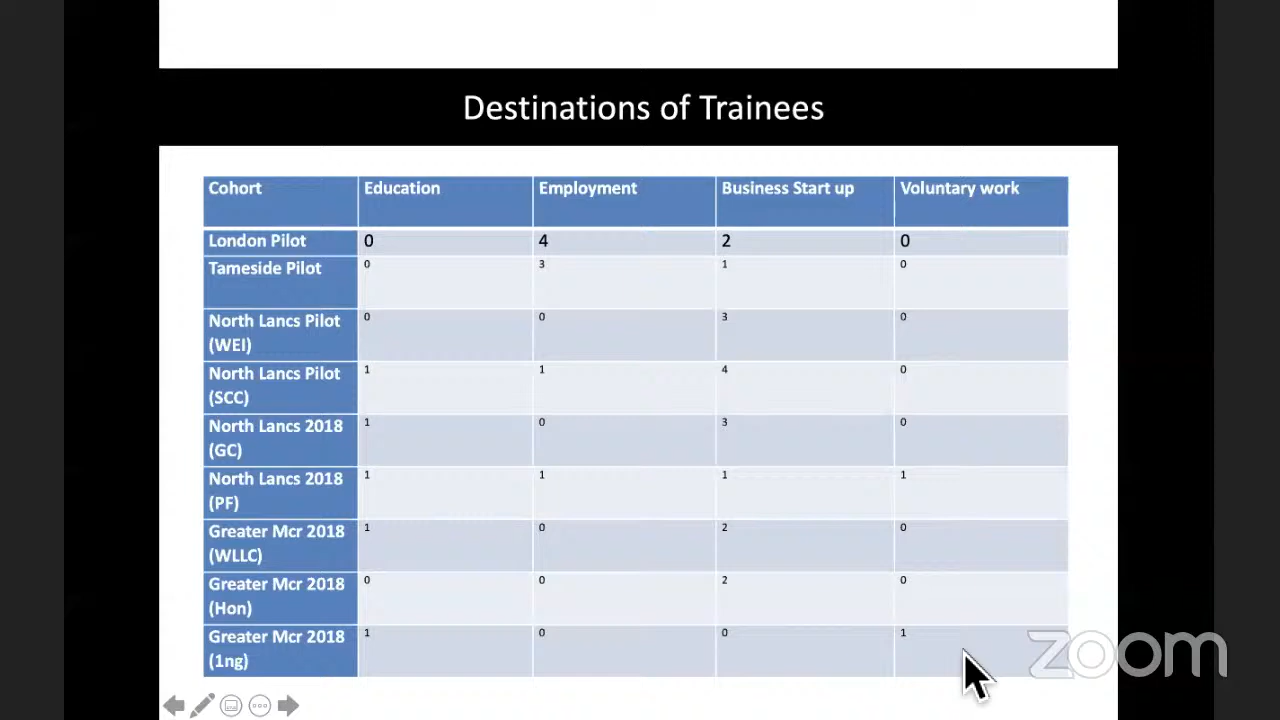 Destinations of Trainees
Cohort Education Employment Business Start up Voluntary work
London Pilot 0 4 2 0
Tameside Pilot 0 3 1 0
North Lancs Pilot 0 0 3 0
(WEI)
North Lancs Pilot 1 1 4 0
(SCC)
North Lancs 2018 1 0 3 0
(GC)
North Lancs 2018 1 1 1 1
(PF)
Greater Mcr 2018 1 0 2 0
(WLLC)
Greater Mcr 2018 0 0 2 0
(Hon)
Greater Mcr 2018 1 0 0 1
(1ng)
zoom